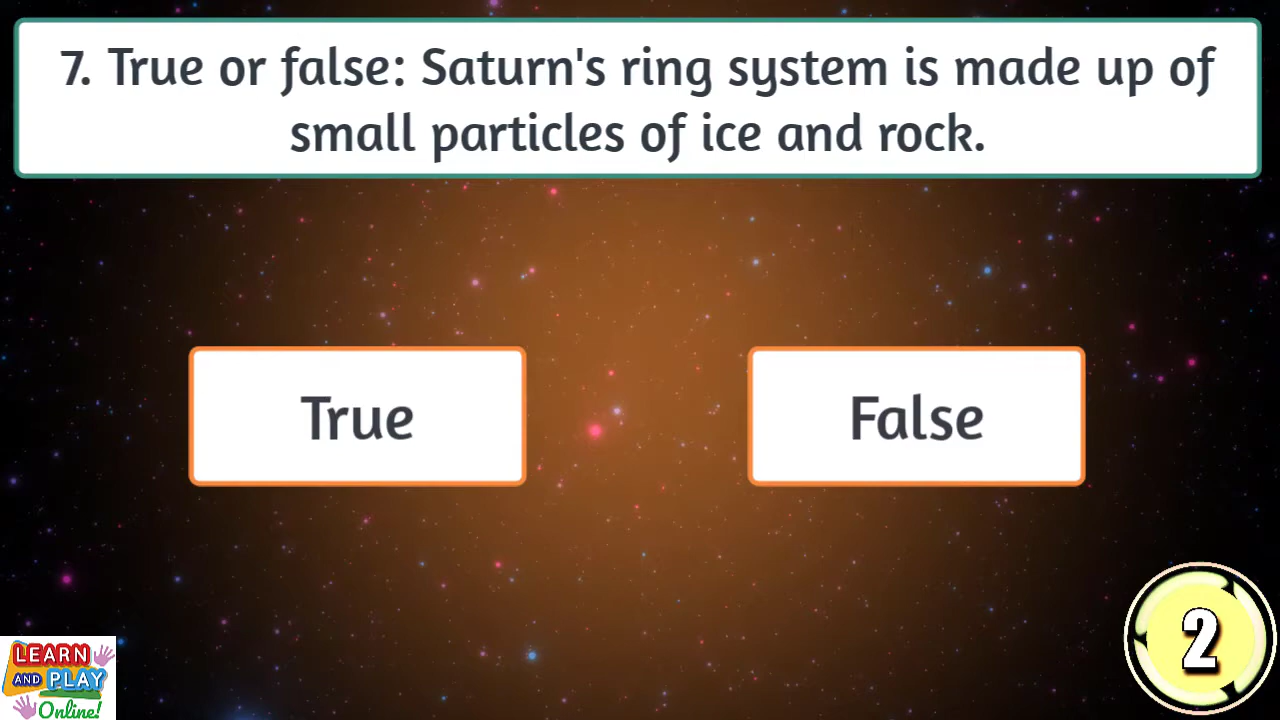 7. True or false: Saturn's ring system is made up of
small particles of ice and rock.
True
False
2
LEARN
AND PLAY
Online!